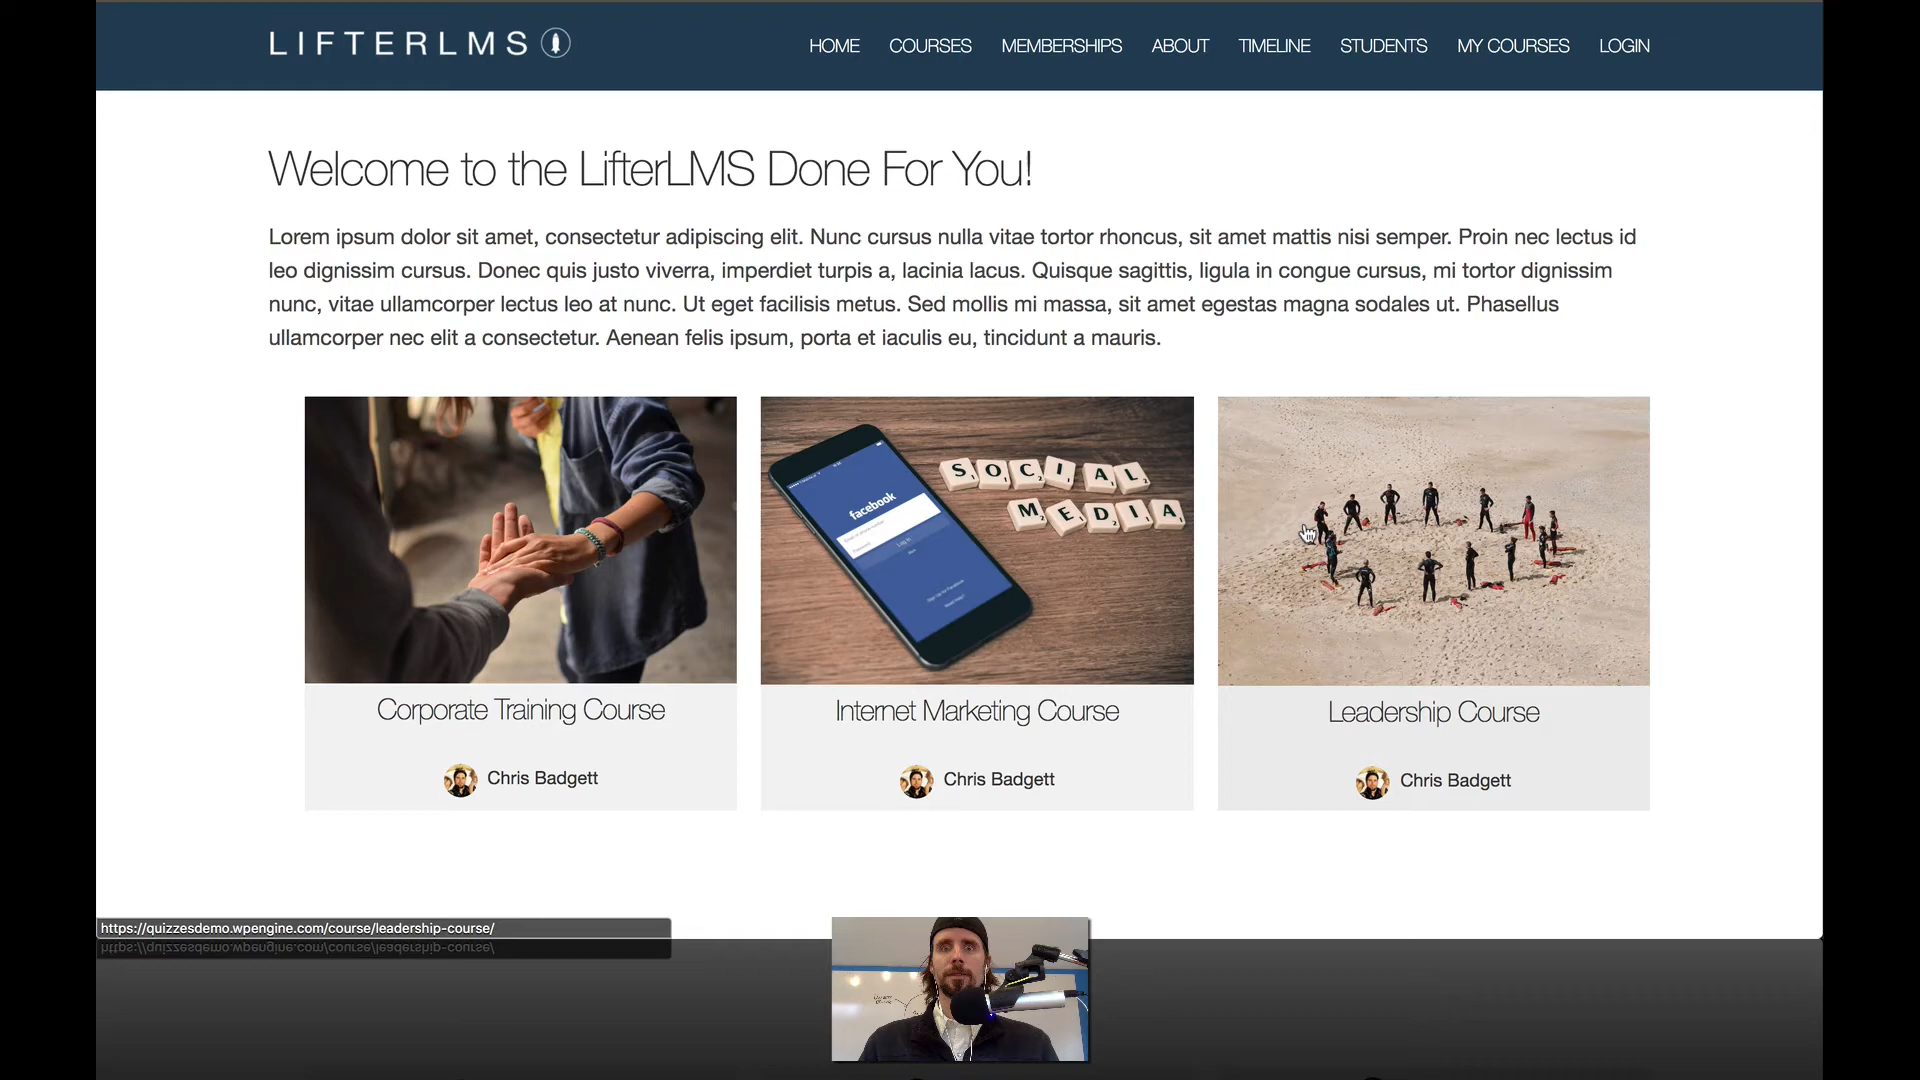 LIFTERLMS
HOME COURSES MEMBERSHIPS ABOUT TIMELINE STUDENTS MY COURSES LOGIN
Welcome to the LifterLMS Done For You!
Lorem ipsum dolor sit amet, consectetur adipiscing elit. Nunc cursus nulla vitae tortor rhoncus, sit amet mattis nisi semper. Proin nec lectus id
leo dignissim cursus. Donec quis justo viverra, imperdiet turpis a, lacinia lacus. Quisque sagittis, ligula in congue cursus, mi tortor dignissim
nunc, vitae ullamcorper lectus leo at nunc. Ut eget facilisis metus. Sed mollis mi massa, sit amet egestas magna sodales ut. Phasellus
ullamcorper nec elit a consectetur. Aenean felis ipsum, porta et iaculis eu, tincidunt a mauris.
facebook
Log In
SOCIAL
MEDIA
Corporate Training Course
Internet Marketing Course
Leadership Course
Chris Badgett
Chris Badgett
Chris Badgett
https://quizzesdemo.wpengine.com/course/leadership-course/